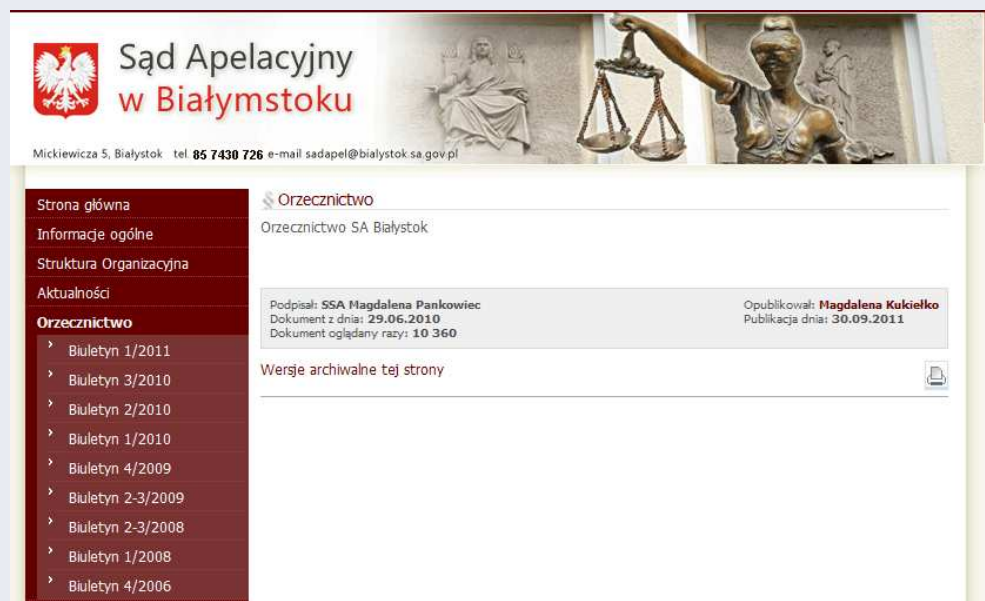 Sąd Apelacyjny
w Białymstoku
Mickiewicza 5, Białystok tel. 85 7430 726 e-mail sadapel@bialystok.sa.gov.pl
Strona główna
Informacje ogólne
Struktura Organizacyjna
Aktualności
Orzecznictwo
Biuletyn 1/2011
Biuletyn 3/2010
Biuletyn 2/2010
Biuletyn 1/2010
Biuletyn 4/2009
Biuletyn 2-3/2009
Biuletyn 2-3/2008
Biuletyn 1/2008
Biuletyn 4/2006
§ Orzecznictwo
Orzecznictwo SA Białystok
Podpisał: SSA Magdalena Pankowiec
Dokument z dnia: 29.06.2010
Dokument oglądany razy: 10 360
Opublikował: Magdalena Kukiełko
Publikacja dnia: 30.09.2011
Wersje archiwalne tej strony